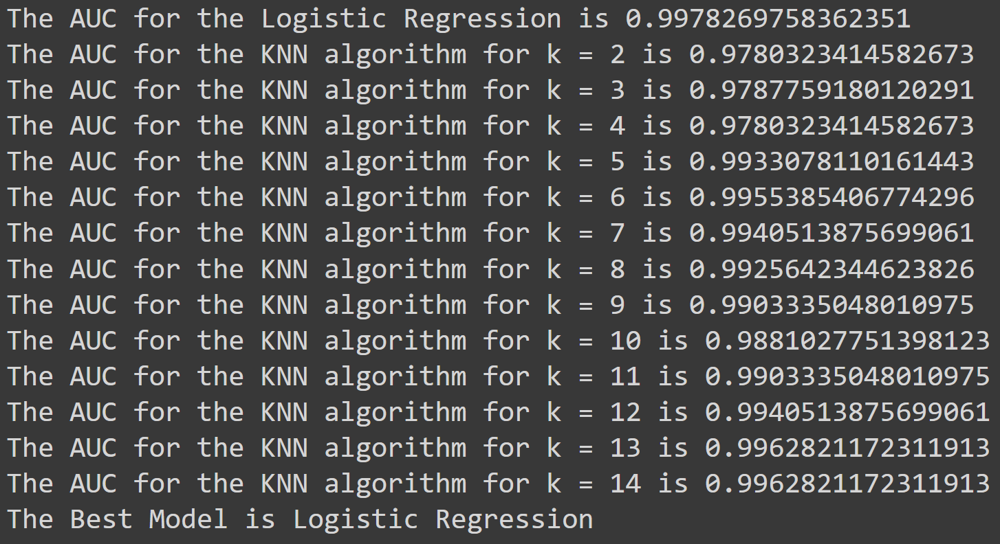 The AUC for the Logistic Regression is 0.9978269758362351
The AUC for the KNN algorithm for k = 2 is 0.9780323414582673
The AUC for the KNN algorithm for k = 3 is 0.9787759180120291
The AUC for the KNN algorithm for k = 4 is 0.9780323414582673
The AUC for the KNN algorithm for k = 5 is 0.9933078110161443
The AUC for the KNN algorithm for k = 6 is 0.9955385406774296
The AUC for the KNN algorithm for k = 7 is 0.9940513875699061
The AUC for the KNN algorithm for k = 8 is 0.9925642344623826
The AUC for the KNN algorithm for k = 9 is 0.9903335048010975
The AUC for the KNN algorithm for k = 10 is 0.9881027751398123
The AUC for the KNN algorithm for k = 11 is 0.9903335048010975
The AUC for the KNN algorithm for k = 12 is 0.9940513875699061
The AUC for the KNN algorithm for k = 13 is 0.9962821172311913
The AUC for the KNN algorithm for k = 14 is 0.9962821172311913
The Best Model is Logistic Regression